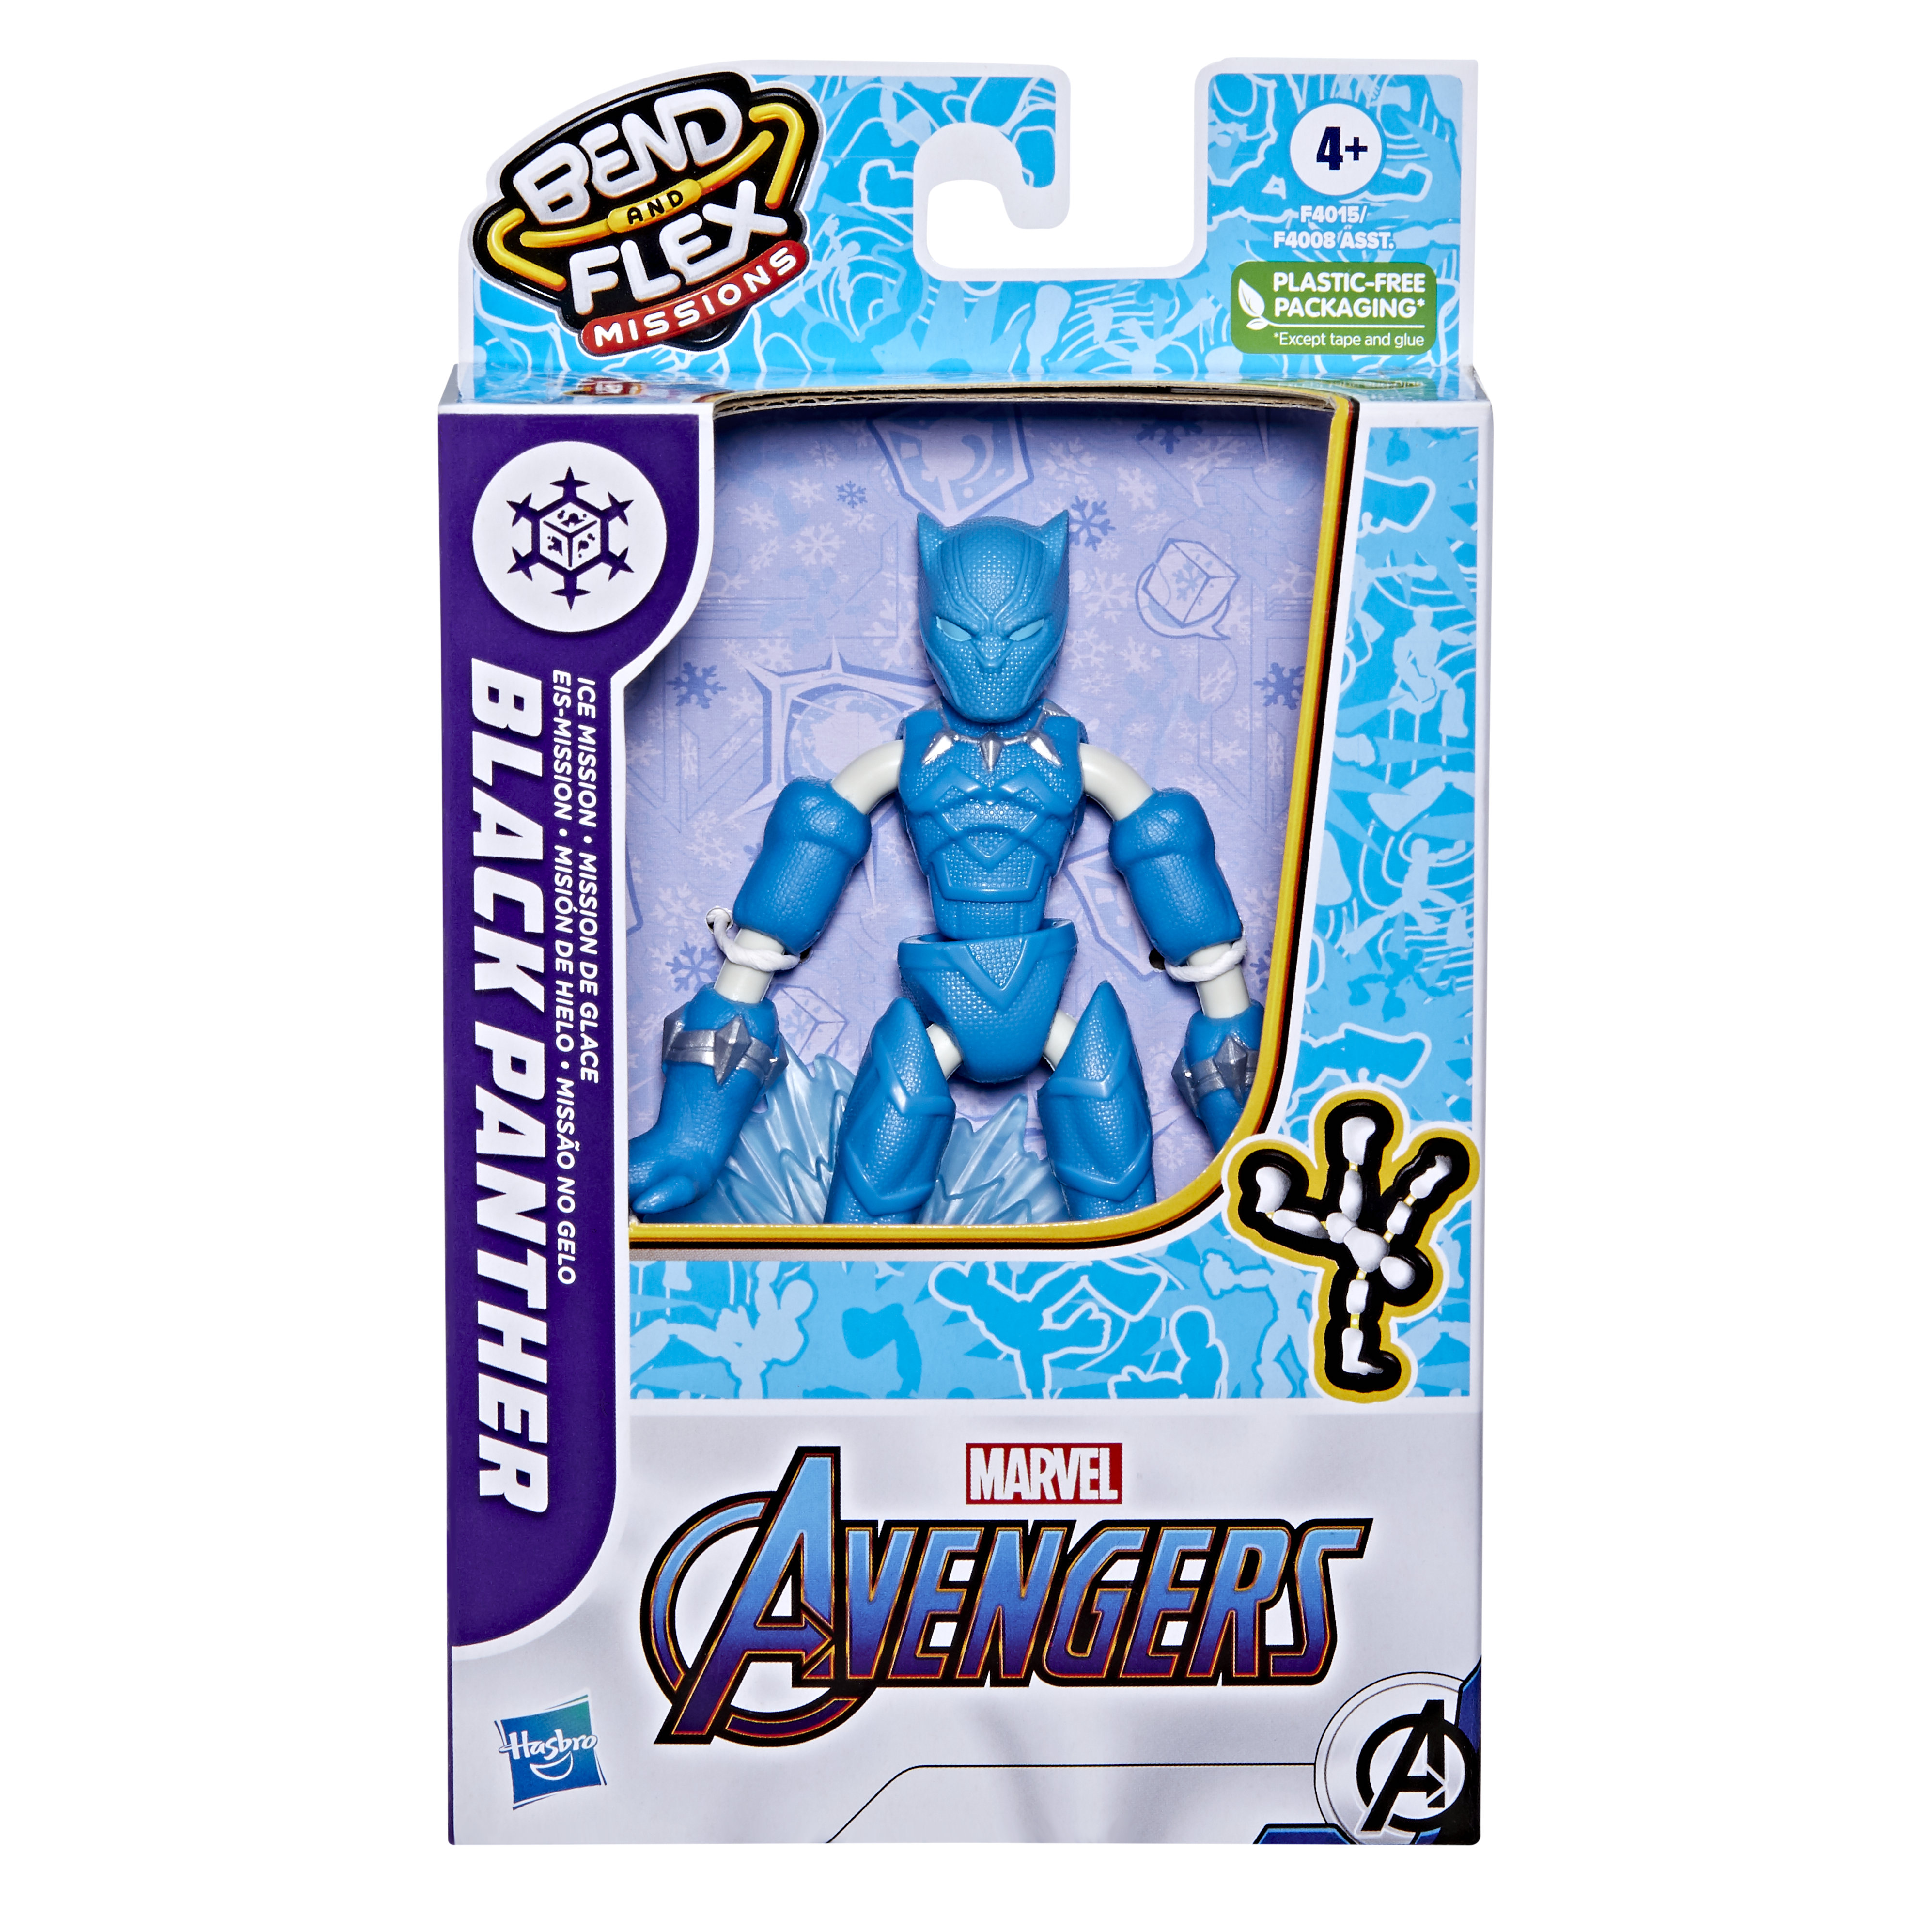 BEND
AND
FLEX
MISSIONS
4+
F4015/
F4008 ASST.
PLASTIC-FREE
PACKAGING*
*Except tape and glue
ICE MISSION • MISSION DE GLACE
EIS-MISSION • MISIÓN DE HIELO • MISSÃO NO GELO
BLACK PANTHER
MARVEL
AVENGERS
Hasbro
A